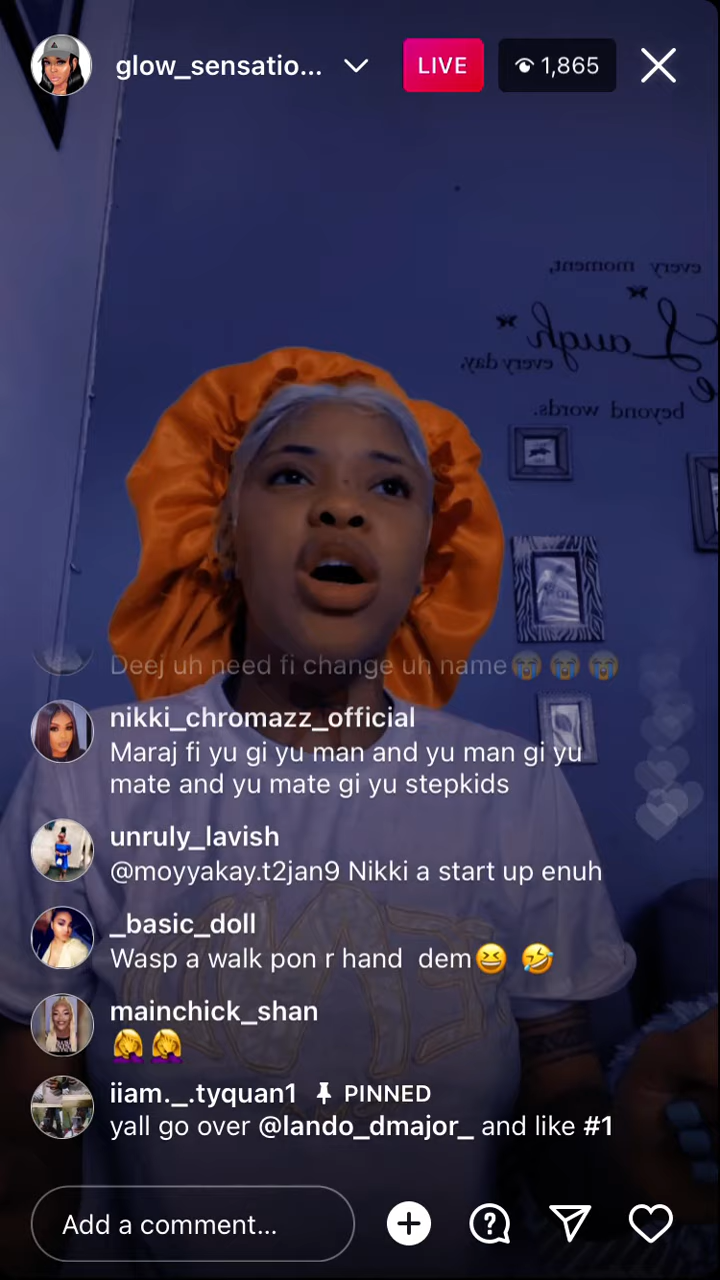 glow_sensatio...
LIVE
1,865
every moment,
Laugh
every day,
beyond words.
Deej uh need fi change uh name😭😭😭
nikki_chromazz_official
Maraj fi yu gi yu man and yu man gi yu
mate and yu mate gi yu stepkids
unruly_lavish
@moyyakay.t2jan9 Nikki a start up enuh
_basic_doll
Wasp a walk pon r hand dem😆 🤣
mainchick_shan
🤦‍♀️🤦‍♀️
iiam._.tyquan1 PINNED
yall go over @lando_dmajor_ and like #1
Add a comment...